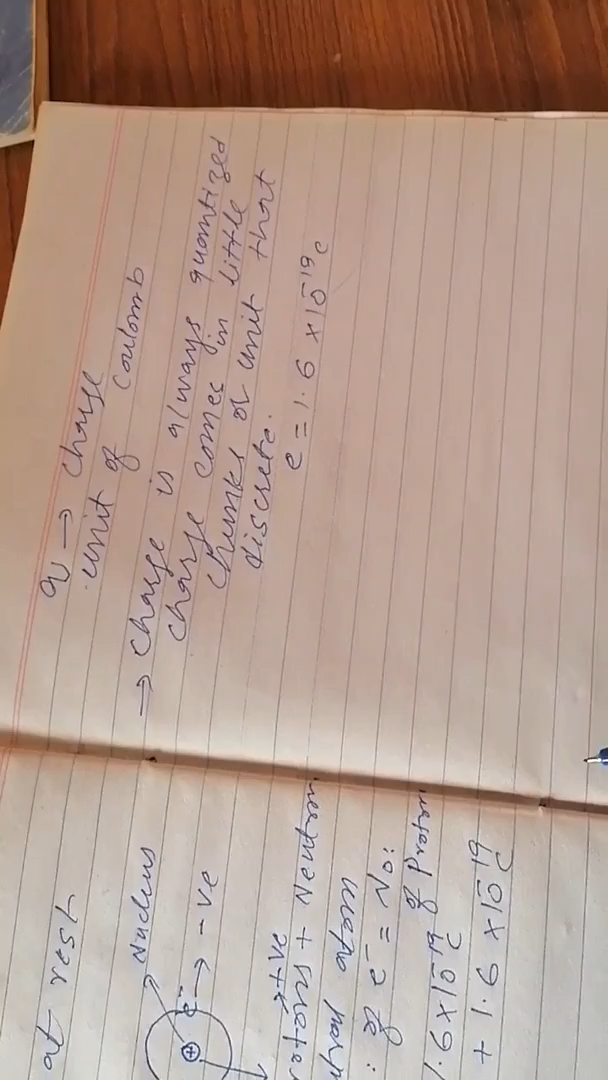 q → charge
unit of coulomb
→ charge is always quantized
charge comes in little
chunks or unit that
discrete.
e = 1.6 × 10⁻¹⁹ c
at rest
Nucleus
⊕ e⁻ → -ve
+ve
+ Neutron
of e⁻ = No:
of Proton
1.6 × 10⁻¹⁹ c
+ 1.6 × 10⁻¹⁹ c